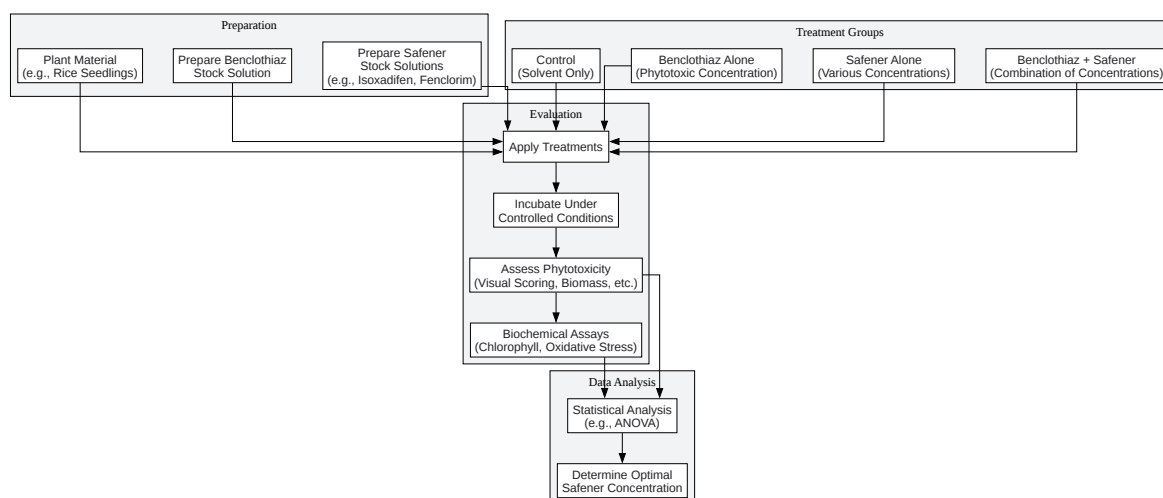 Preparation
Plant Material
(e.g., Rice Seedlings)
Prepare Benclothiaz
Stock Solution
Prepare Safener
Stock Solutions
(e.g., Isoxadifen, Fenclorim)
Treatment Groups
Control
(Solvent Only)
Benclothiaz Alone
(Phytotoxic Concentration)
Safener Alone
(Various Concentrations)
Benclothiaz + Safener
(Combination of Concentrations)
Evaluation
Apply Treatments
Incubate Under
Controlled Conditions
Assess Phytotoxicity
(Visual Scoring, Biomass, etc.)
Biochemical Assays
(Chlorophyll, Oxidative Stress)
Data Analysis
Statistical Analysis
(e.g., ANOVA)
Determine Optimal
Safener Concentration